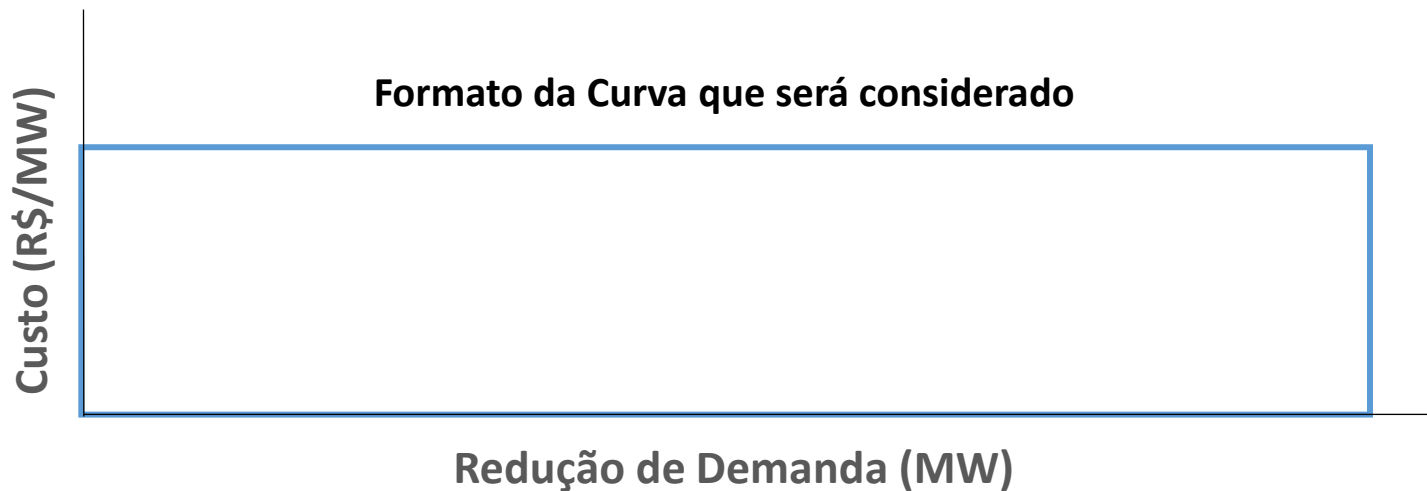 Formato da Curva que será considerado
Custo (R$/MW)
Redução de Demanda (MW)